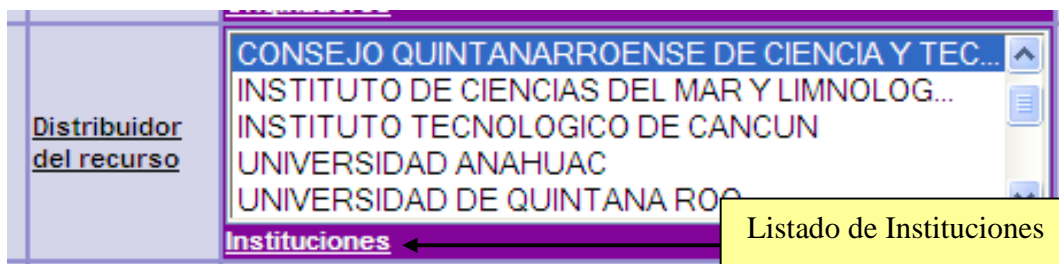 CONSEJO QUINTANARROENSE DE CIENCIA Y TEC...
INSTITUTO DE CIENCIAS DEL MAR Y LIMNOLOG...
Distribuidor
del recurso
INSTITUTO TECNOLOGICO DE CANCUN
UNIVERSIDAD ANAHUAC
UNIVERSIDAD DE QUINTANA ROO
Instituciones
Listado de Instituciones